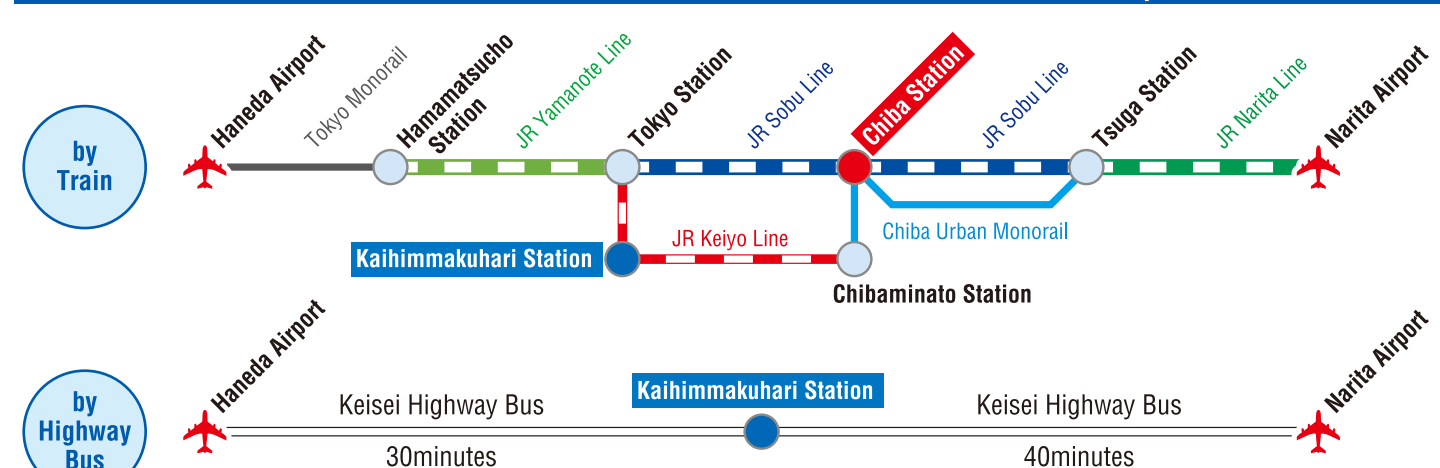 by
Train
Haneda Airport
Tokyo Monorail
Hamamatsucho
Station
JR Yamanote Line
Tokyo Station
JR Sobu Line
Chiba Station
JR Sobu Line
Tsuga Station
JR Narita Line
Narita Airport
Chiba Urban Monorail
JR Keiyo Line
Kaihimmakuhari Station
Chibaminato Station
by
Highway
Bus
Haneda Airport
Keisei Highway Bus
30minutes
Kaihimmakuhari Station
Keisei Highway Bus
40minutes
Narita Airport